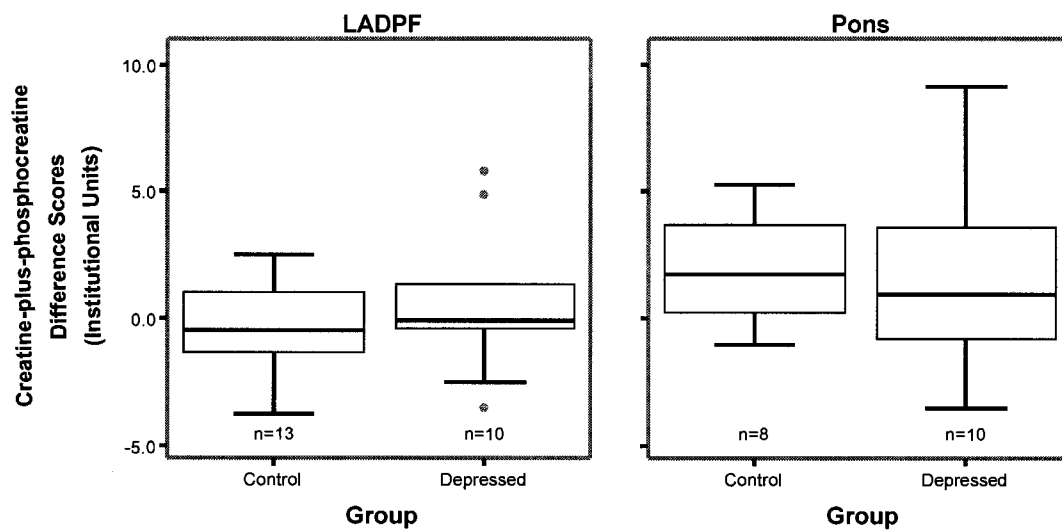 LADPF
Pons
Creatine-plus-phosphocreatine
Difference Scores
(Institutional Units)
10.0
5.0
0.0
-5.0
n=13
n=10
n=8
n=10
Control
Depressed
Control
Depressed
Group
Group